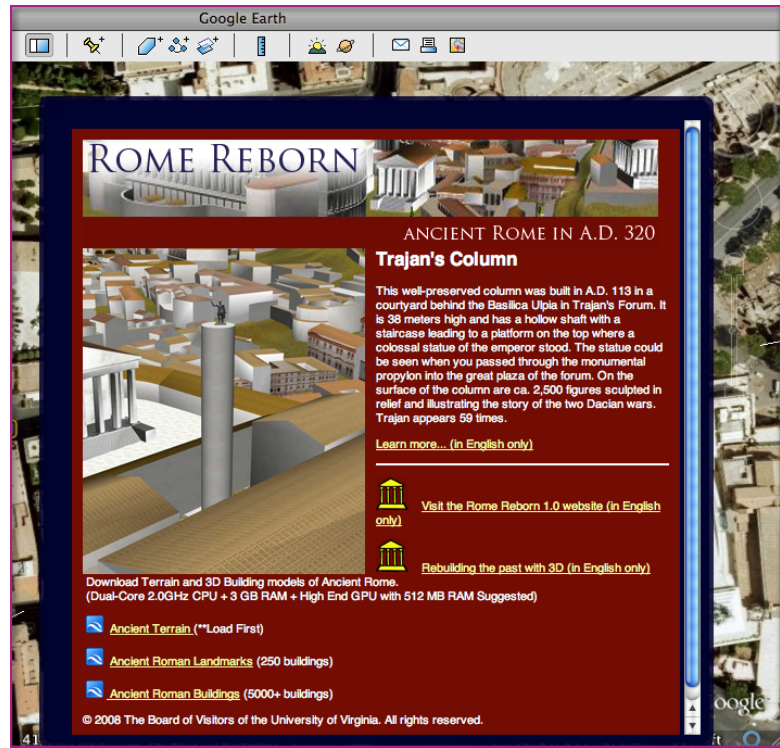 Google Earth
ROME REBORN
ANCIENT ROME IN A.D. 320
Trajan's Column
This well-preserved column was built in A.D. 113 in a
courtyard behind the Basilica Ulpia in Trajan's Forum. It
is 38 meters high and has a hollow shaft with a
staircase leading to a platform on the top where a
colossal statue of the emperor stood. The statue could
be seen when you passed through the monumental
propylon into the great plaza of the forum. On the
surface of the column are ca. 2,500 figures sculpted in
relief and illustrating the story of the two Dacian wars.
Trajan appears 59 times.
Learn more... (in English only)
Visit the Rome Reborn 1.0 website (in English
only)
Rebuilding the past with 3D (in English only)
Download Terrain and 3D Building models of Ancient Rome.
(Dual-Core 2.0GHz CPU + 3 GB RAM + High End GPU with 512 MB RAM Suggested)
Ancient Terrain (**Load First)
Ancient Roman Landmarks (250 buildings)
Ancient Roman Buildings (5000+ buildings)
© 2008 The Board of Visitors of the University of Virginia. All rights reserved.
oogle
41
ft